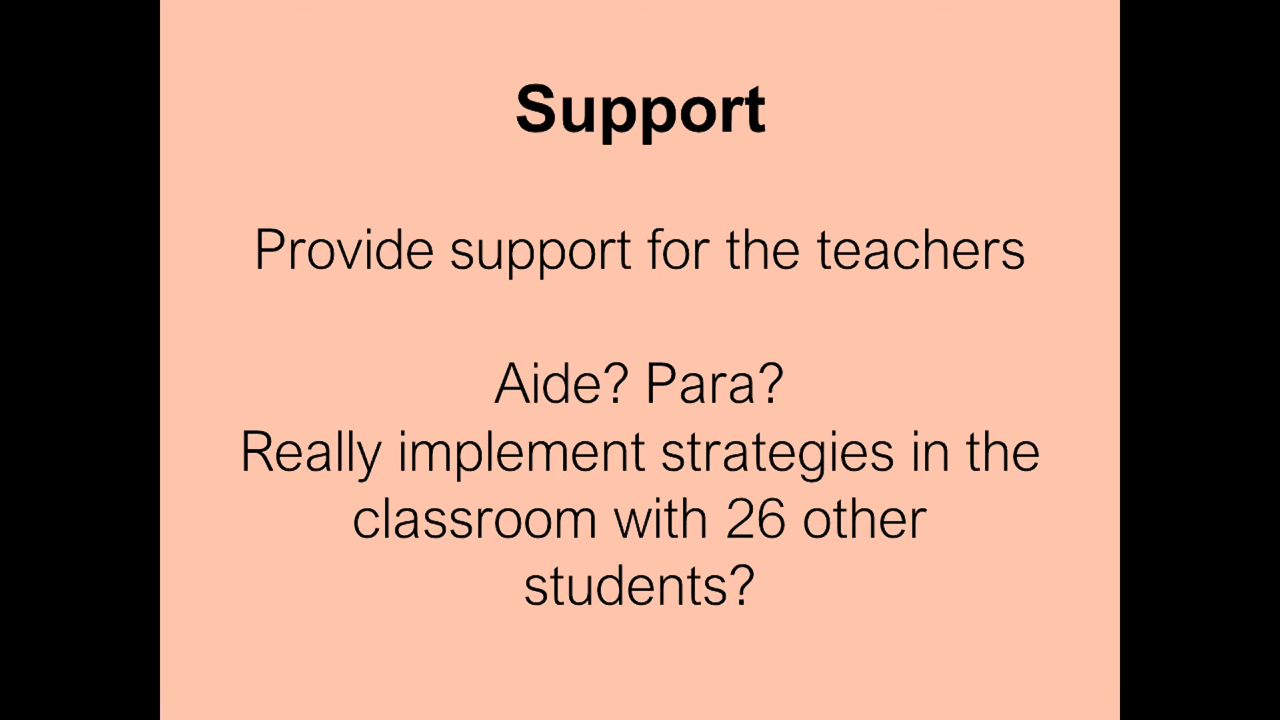 Support
Provide support for the teachers
Aide? Para?
Really implement strategies in the
classroom with 26 other
students?